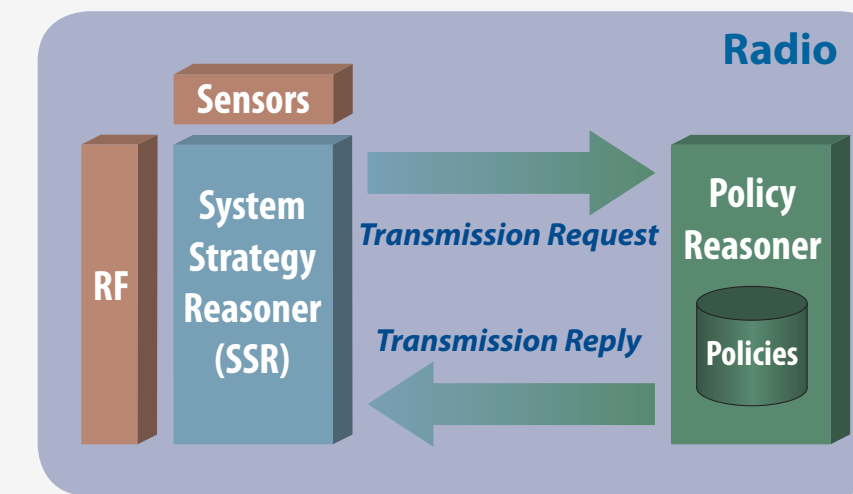 Radio
Sensors
RF
System
Strategy
Reasoner
(SSR)
Transmission Request
Transmission Reply
Policy
Reasoner
Policies